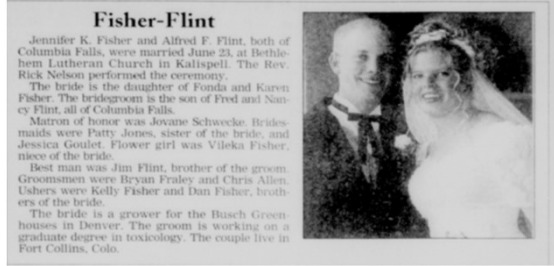 Fisher-Flint
Jennifer K. Fisher and Alfred F. Flint, both of
Columbia Falls, were married June 23, at Bethle-
hem Lutheran Church in Kalispell. The Rev.
Rick Nelson performed the ceremony.
The bride is the daughter of Fonda and Karen
Fisher. The bridegroom is the son of Fred and Nan-
cy Flint, all of Columbia Falls.
Matron of honor was Jovane Schwecke. Brides-
maids were Patty Jones, sister of the bride, and
Jessica Goulet. Flower girl was Vileka Fisher,
niece of the bride.
Best man was Jim Flint, brother of the groom.
Groomsmen were Bryan Fraley and Chris Allen.
Ushers were Kelly Fisher and Dan Fisher, broth-
ers of the bride.
The bride is a grower for the Busch Green-
houses in Denver. The groom is working on a
graduate degree in toxicology. The couple live in
Fort Collins, Colo.